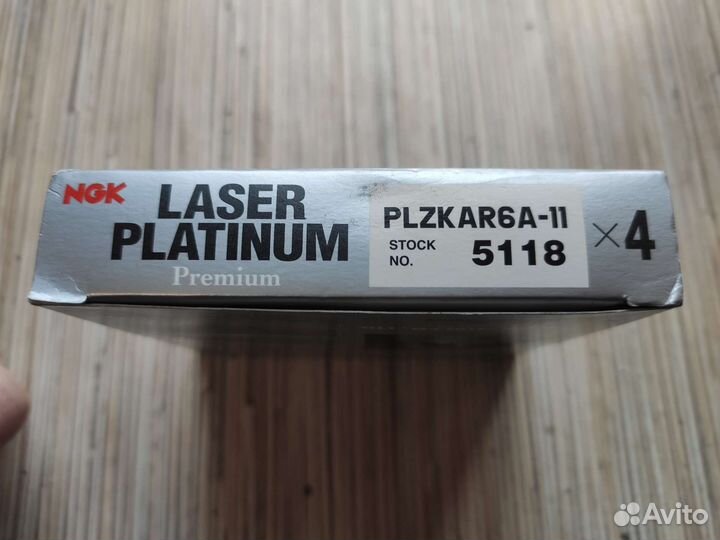 NGK
LASER
PLATINUM
Premium
PLZKAR6A-11
STOCK
NO.
5118
×4
Avito